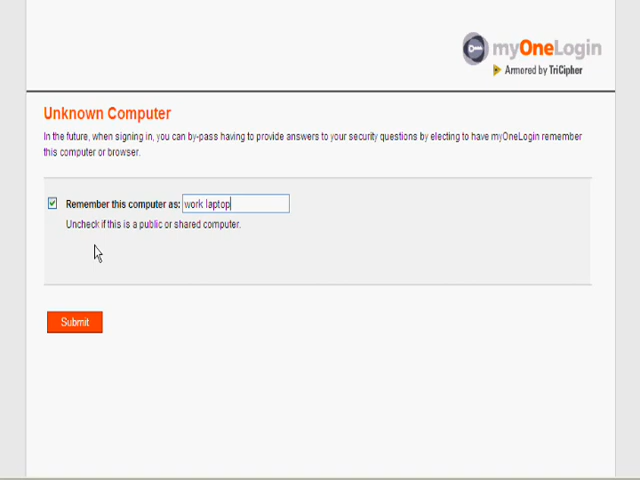 myOneLogin
Armored by TriCipher
Unknown Computer
In the future, when signing in, you can by-pass having to provide answers to your security questions by electing to have myOneLogin remember
this computer or browser.
Remember this computer as: work laptop
Uncheck if this is a public or shared computer.
Submit